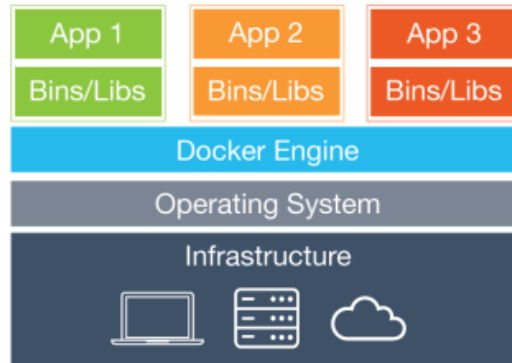 App 1
App 2
App 3
Bins/Libs
Bins/Libs
Bins/Libs
Docker Engine
Operating System
Infrastructure